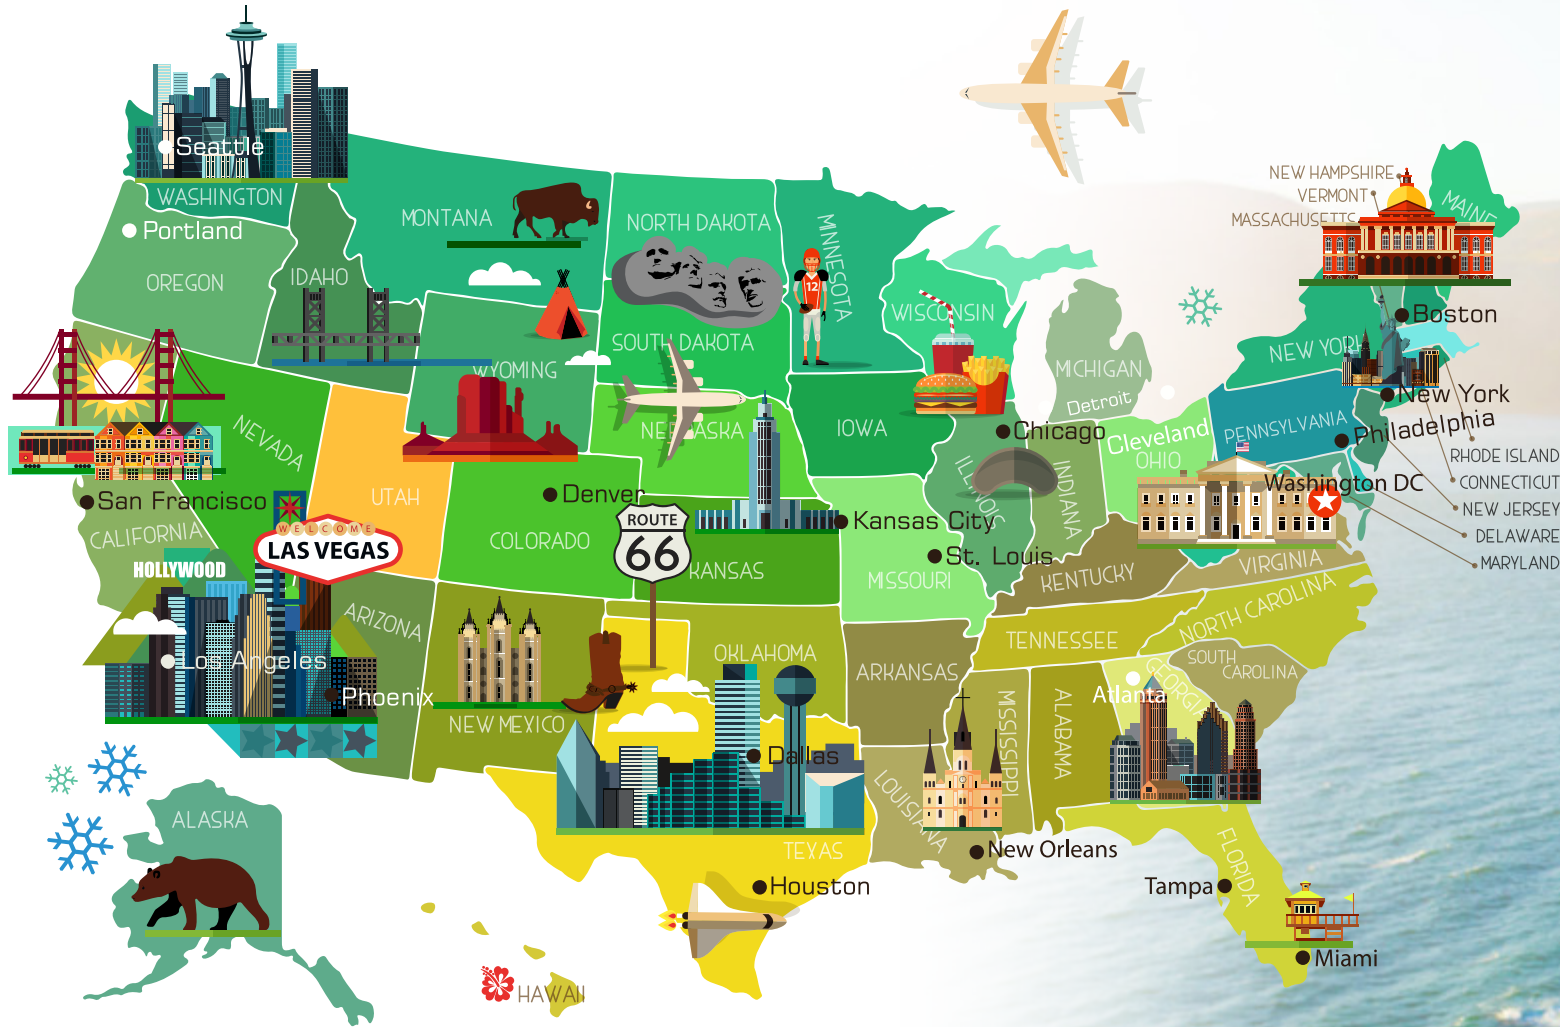 Seattle
WASHINGTON
Portland
OREGON
IDAHO
MONTANA
NORTH DAKOTA
MINNESOTA
12
WISCONSIN
SOUTH DAKOTA
WYOMING
NEBRASKA
IOWA
MICHIGAN
Detroit
NEW HAMPSHIRE
VERMONT
MASSACHUSETTS
MAINE
Boston
NEW YORK
New York
PENNSYLVANIA
Philadelphia
RHODE ISLAND
CONNECTICUT
NEW JERSEY
DELAWARE
MARYLAND
Washington DC
Cleveland
OHIO
Chicago
ILLINOIS
INDIANA
NEVADA
UTAH
San Francisco
CALIFORNIA
WELCOME
LAS VEGAS
HOLLYWOOD
Los Angeles
ARIZONA
Phoenix
Denver
COLORADO
ROUTE
66
KANSAS
Kansas City
St. Louis
MISSOURI
KENTUCKY
VIRGINIA
NORTH CAROLINA
TENNESSEE
SOUTH
CAROLINA
GEORGIA
Atlanta
ALABAMA
MISSISSIPPI
ARKANSAS
OKLAHOMA
NEW MEXICO
Dallas
TEXAS
Houston
LOUISIANA
New Orleans
FLORIDA
Tampa
Miami
ALASKA
HAWAII